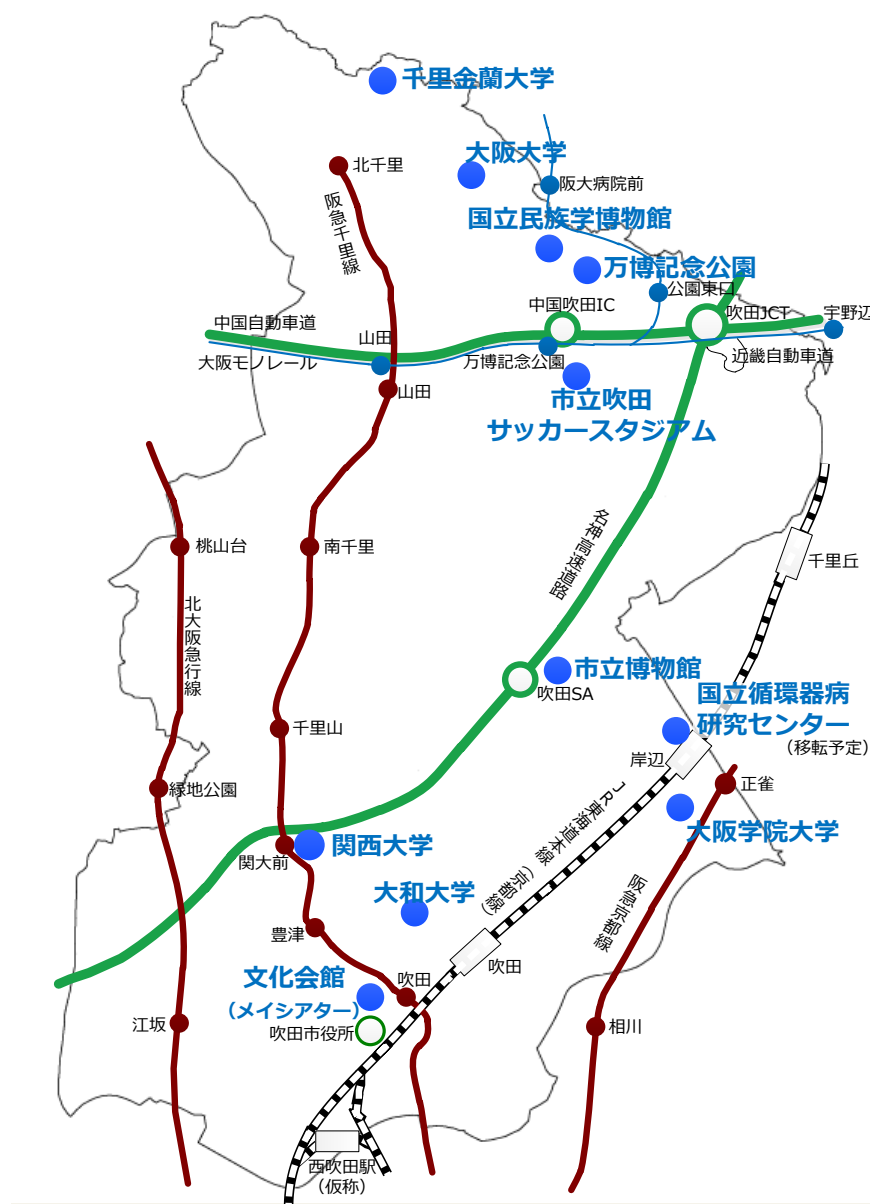 千里金蘭大学
大阪大学
北千里
阪大病院前
阪急千里線
国立民族学博物館
万博記念公園
公園東口
中国吹田IC
吹田JCT
宇野辺
中国自動車道
山田
大阪モノレール
万博記念公園
近畿自動車道
山田
市立吹田
サッカースタジアム
名神高速道路
桃山台
南千里
千里丘
北大阪急行線
市立博物館
吹田SA
国立循環器病
研究センター
（移転予定）
千里山
岸辺
正雀
緑地公園
ＪＲ東海道本線（京都線）
大阪学院大学
関西大学
関大前
大和大学
阪急京都線
豊津
吹田
文化会館
（メイシアター）
吹田
吹田市役所
江坂
相川
西吹田駅
（仮称）